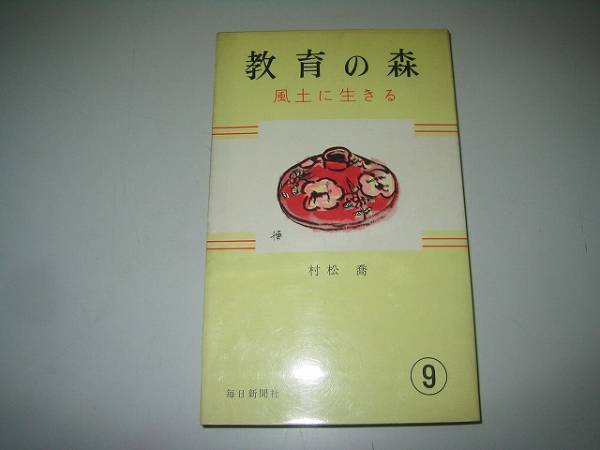 教育の森
風土に生きる
村松 喬
⑨
毎日新聞社